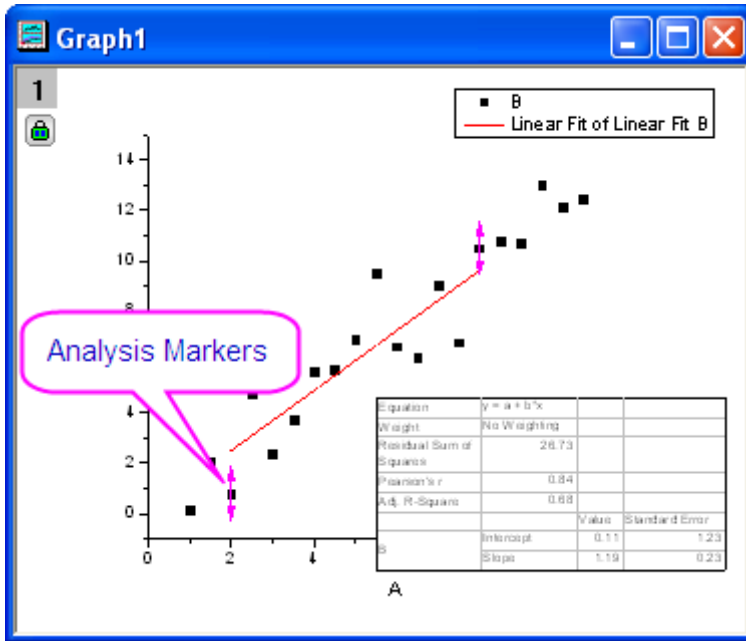 Graph1
1
B
Linear Fit of Linear Fit B
14
12
10
8
Analysis Markers
4
2
0
0
2
4
A
Equation y = a + b*x
Weight No Weighting
Residual Sum of Squares 26.73
Pearson's r 0.84
Adj. R-Square 0.68
Value Standard Error
B Intercept 0.11 1.23
Slope 1.19 0.23